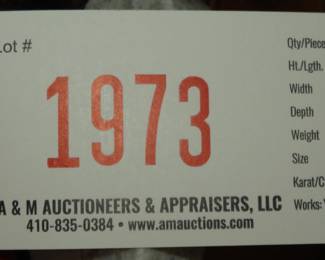 Lot #
1973
Qty/Piece
Ht./Lgth.
Width
Depth
Weight
Size
Karat/C
Works:
A & M AUCTIONEERS & APPRAISERS, LLC
410-835-0384 • www.amauctions.com